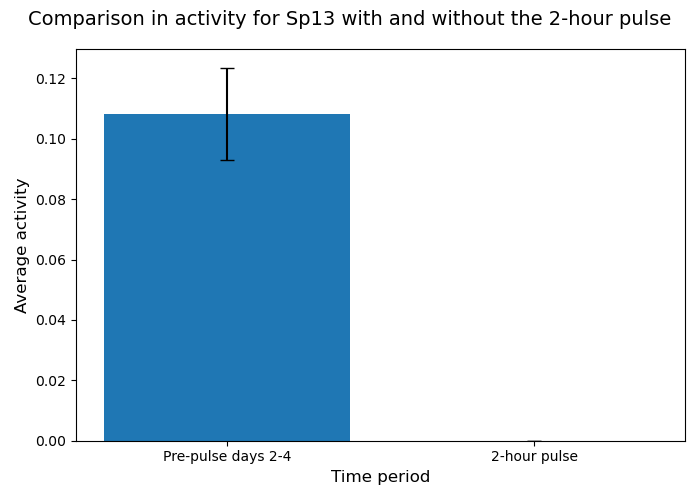 Comparison in activity for Sp13 with and without the 2-hour pulse
0.12
0.10
0.08
0.06
0.04
0.02
0.00
Average activity
Pre-pulse days 2-4
2-hour pulse
Time period